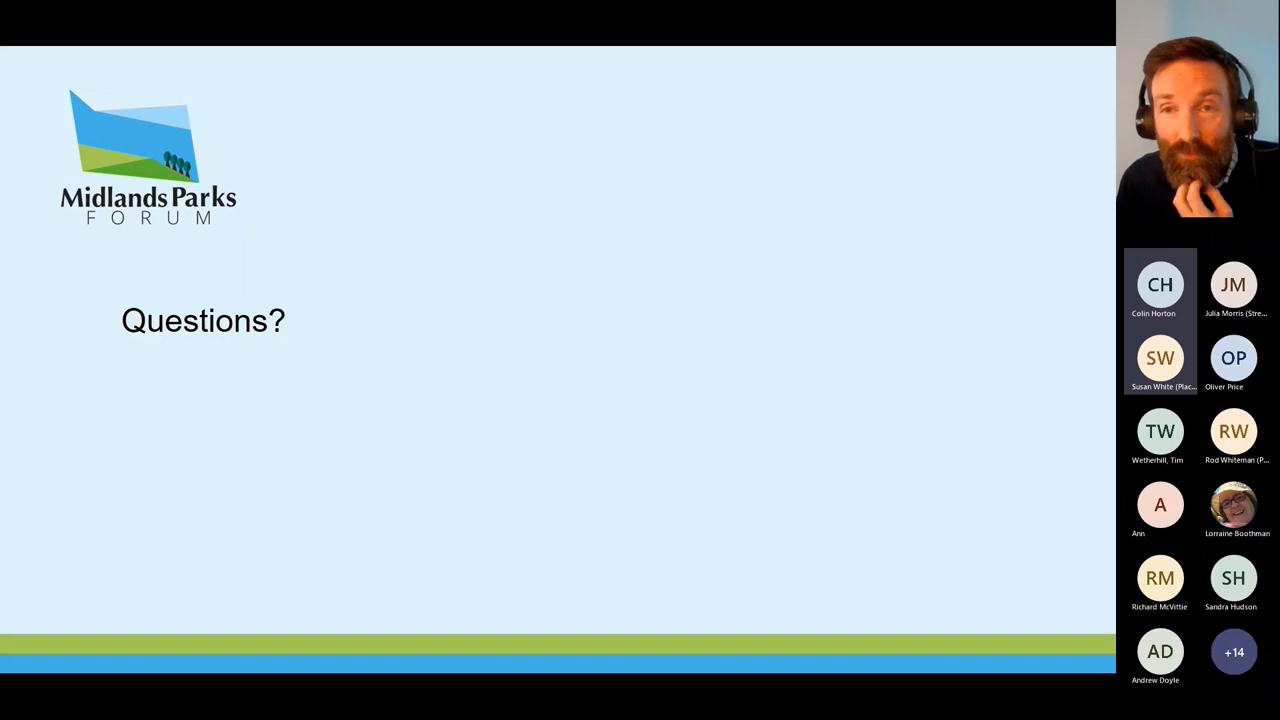 Midlands Parks
FORUM
Questions?
CH
JM
Colin Horton
Julia Morris (Stre...
SW
OP
Susan White (Plac...
Oliver Price
TW
RW
Wetherhill, Tim
Rod Whiteman (P...
A
Ann
Lorraine Boothman
RM
SH
Richard McVittie
Sandra Hudson
AD
+14
Andrew Doyle